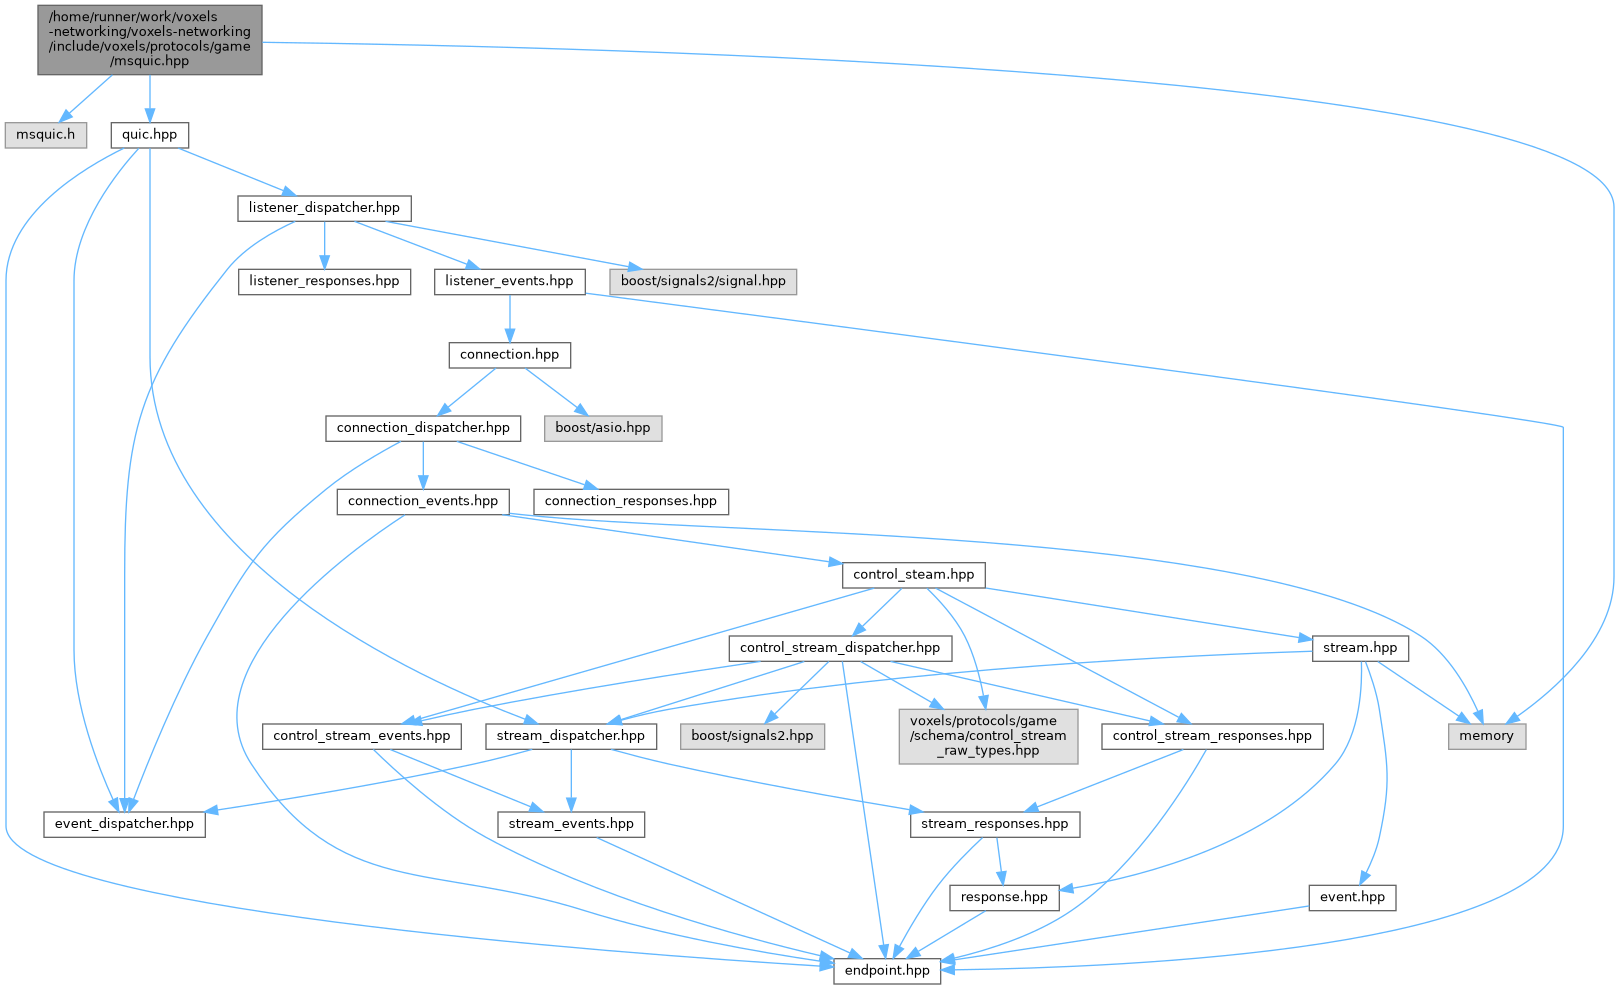 /home/runner/work/voxels
-networking/voxels-networking
/include/voxels/protocols/game
/msquic.hpp
msquic.h
quic.hpp
listener_dispatcher.hpp
listener_responses.hpp
listener_events.hpp
boost/signals2/signal.hpp
connection.hpp
connection_dispatcher.hpp
boost/asio.hpp
connection_events.hpp
connection_responses.hpp
control_steam.hpp
control_stream_dispatcher.hpp
stream.hpp
control_stream_events.hpp
stream_dispatcher.hpp
boost/signals2.hpp
voxels/protocols/game
/schema/control_stream
_raw_types.hpp
control_stream_responses.hpp
memory
event_dispatcher.hpp
stream_events.hpp
stream_responses.hpp
response.hpp
event.hpp
endpoint.hpp